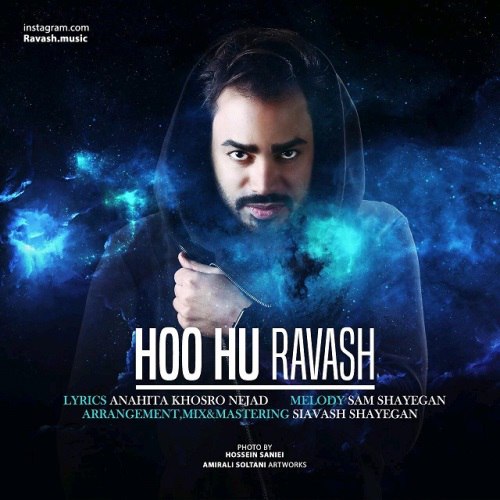 instagram.com
Ravash.music
HOO HU RAVASH
LYRICS ANAHITA KHOSRO NEJAD MELODY SAM SHAYEGAN
ARRANGEMENT,MIX&MASTERING SIAVASH SHAYEGAN
PHOTO BY
HOSSEIN SANIEI
AMIRALI SOLTANI ARTWORKS